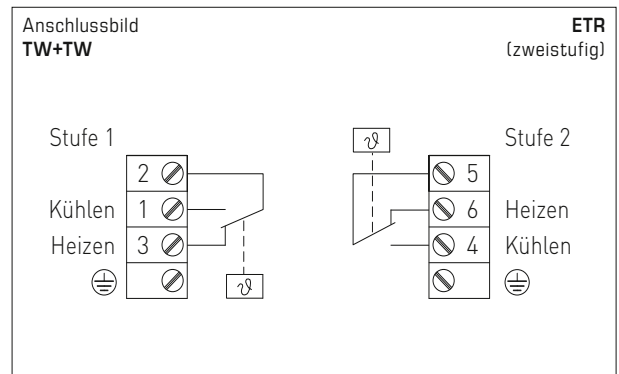 Anschlussbild
TW+TW
ETR
(zweistufig)
Stufe 1
2
Kühlen 1
Heizen 3
ϑ
ϑ
Stufe 2
5
6 Heizen
4 Kühlen